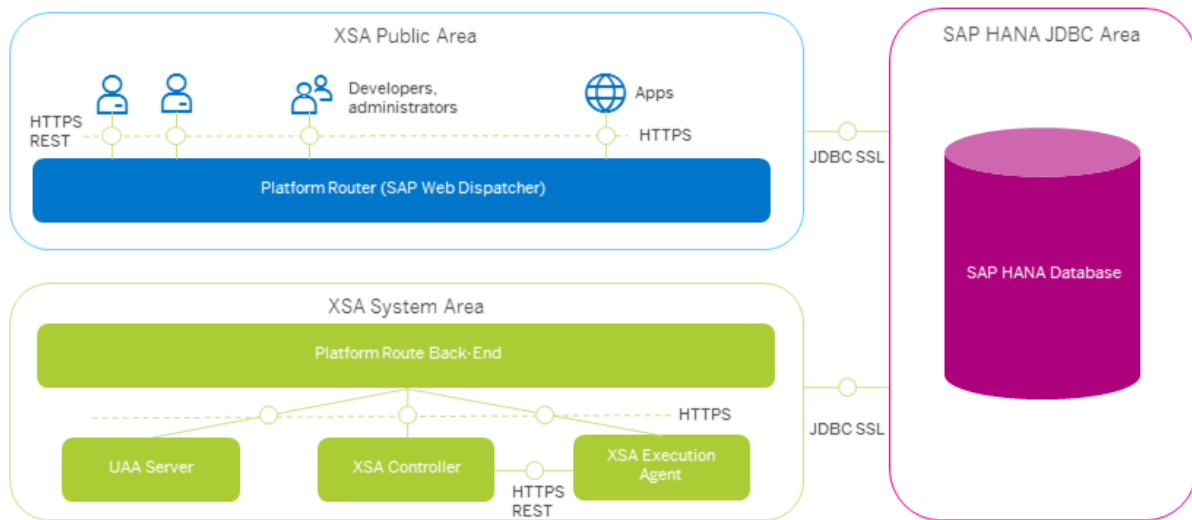 XSA Public Area
Developers,
administrators
Apps
HTTPS
REST
HTTPS
Platform Router (SAP Web Dispatcher)
JDBC SSL
SAP HANA JDBC Area
SAP HANA Database
XSA System Area
Platform Route Back-End
HTTPS
UAA Server
XSA Controller
XSA Execution
Agent
HTTPS
REST
JDBC SSL